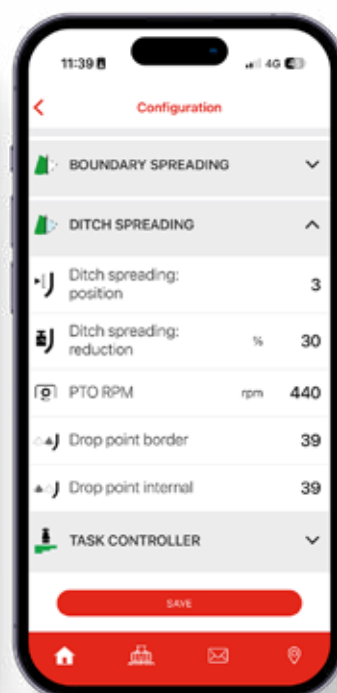 11:39
4G
Configuration
BOUNDARY SPREADING
DITCH SPREADING
Ditch spreading:
position
3
Ditch spreading:
reduction
%
30
PTO RPM
rpm
440
Drop point border
39
Drop point internal
39
TASK CONTROLLER
SAVE